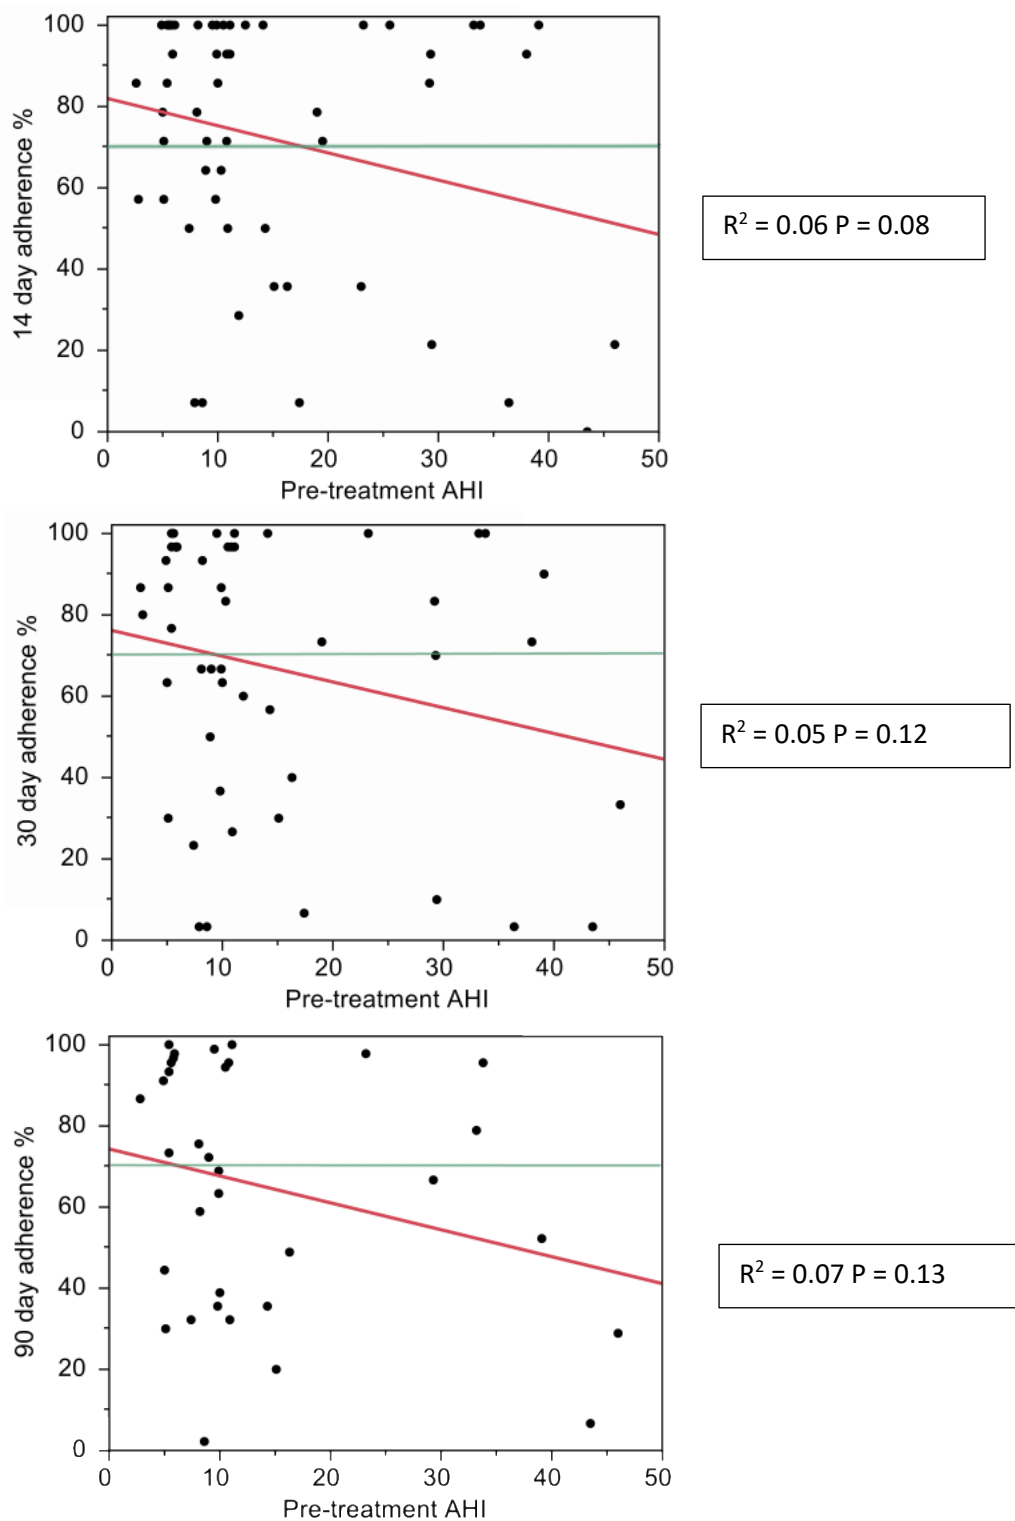 100
80
60
40
20
0
14 day adherence %
0 10 20 30 40 50
Pre-treatment AHI
R² = 0.06 P = 0.08
100
80
60
40
20
0
30 day adherence %
0 10 20 30 40 50
Pre-treatment AHI
R² = 0.05 P = 0.12
100
80
60
40
20
0
90 day adherence %
0 10 20 30 40 50
Pre-treatment AHI
R² = 0.07 P = 0.13